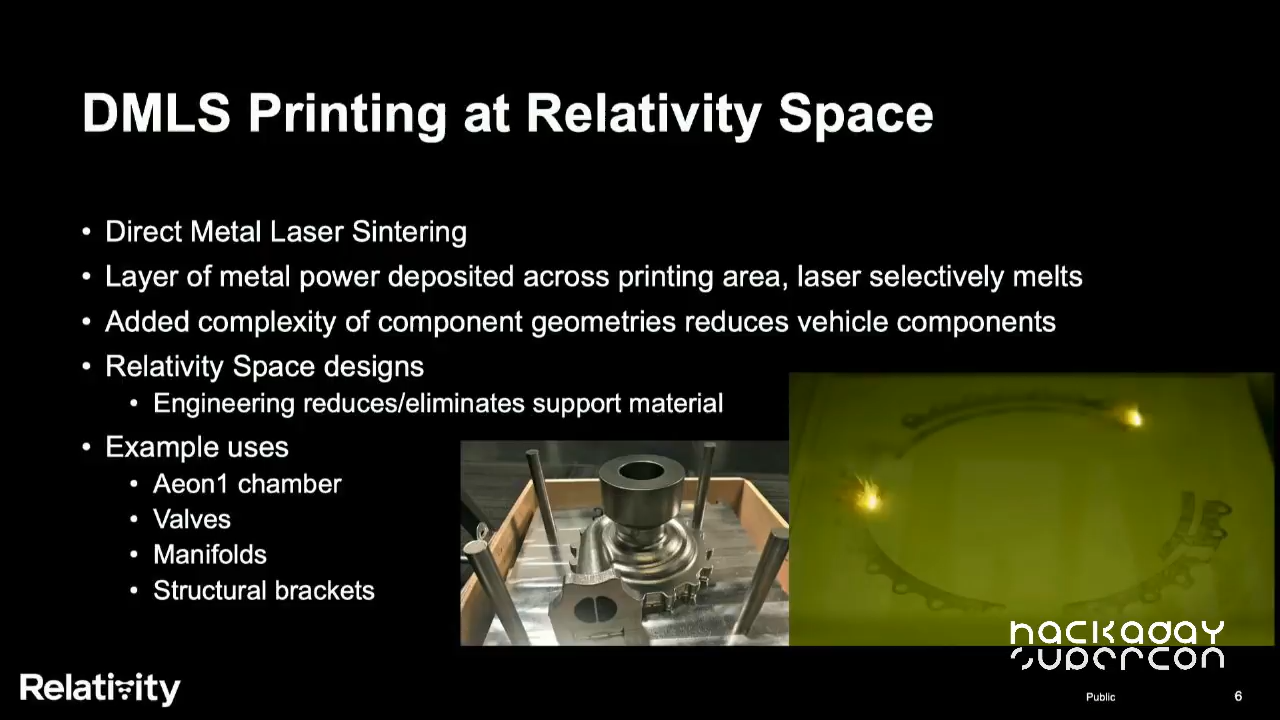 DMLS Printing at Relativity Space
• Direct Metal Laser Sintering
• Layer of metal power deposited across printing area, laser selectively melts
• Added complexity of component geometries reduces vehicle components
• Relativity Space designs
• Engineering reduces/eliminates support material
• Example uses
• Aeon1 chamber
• Valves
• Manifolds
• Structural brackets
hackaday
supercon
Relativity
Public
6